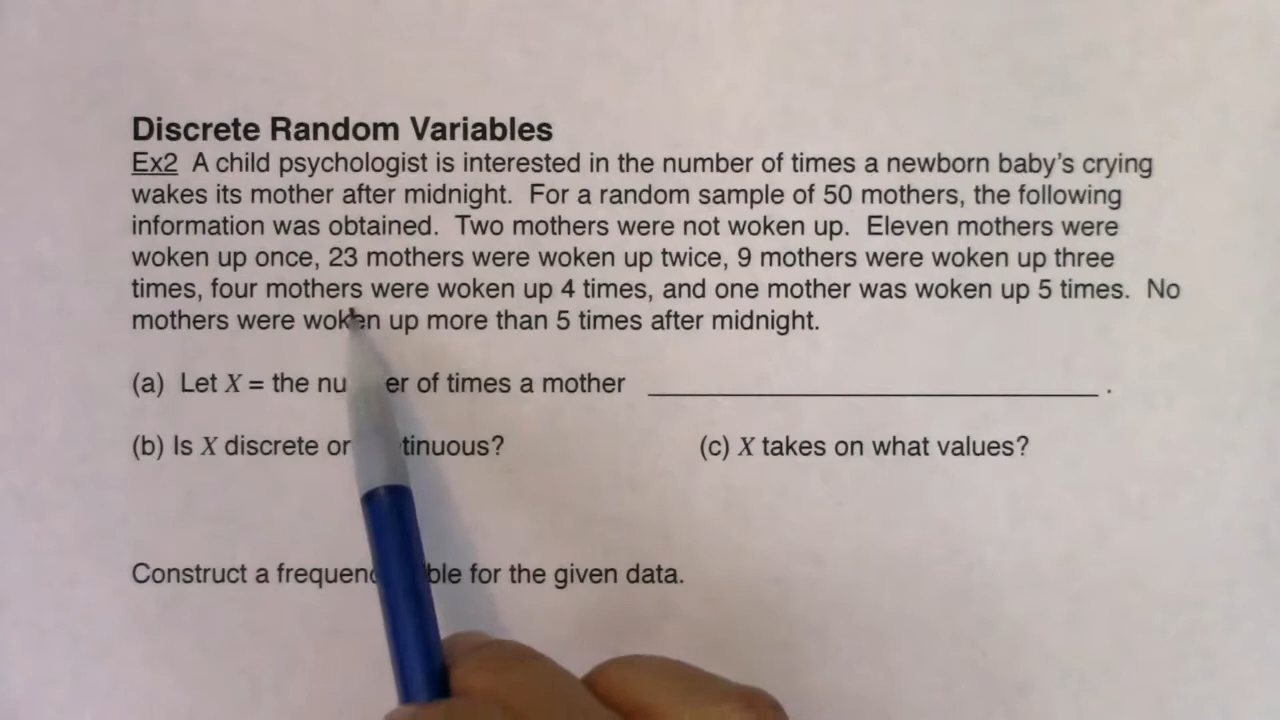 Discrete Random Variables
Ex2 A child psychologist is interested in the number of times a newborn baby's crying
wakes its mother after midnight. For a random sample of 50 mothers, the following
information was obtained. Two mothers were not woken up. Eleven mothers were
woken up once, 23 mothers were woken up twice, 9 mothers were woken up three
times, four mothers were woken up 4 times, and one mother was woken up 5 times. No
mothers were woken up more than 5 times after midnight.
(a) Let X = the nu er of times a mother ______________________________ .
(b) Is X discrete or tinuous? (c) X takes on what values?
Construct a frequenc ble for the given data.